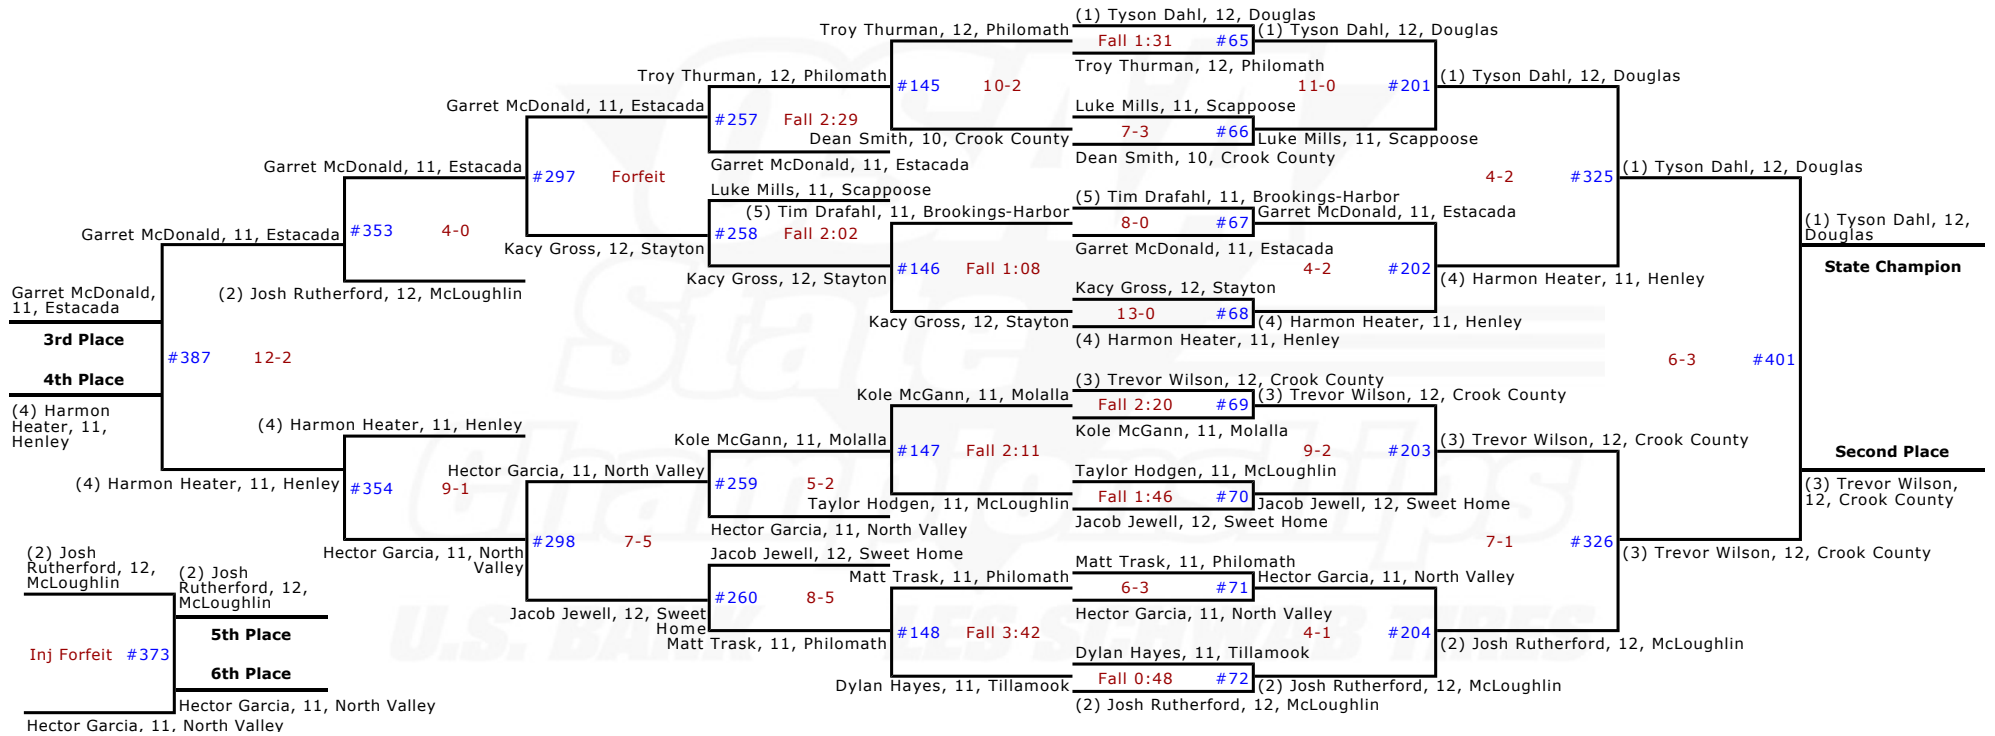 (1) Tyson Dahl, 12, Douglas
Troy Thurman, 12, Philomath
Fall 1:31 #65
(1) Tyson Dahl, 12, Douglas
Troy Thurman, 12, Philomath
Troy Thurman, 12, Philomath
#145 10-2
11-0 #201
(1) Tyson Dahl, 12, Douglas
Garret McDonald, 11, Estacada
Luke Mills, 11, Scappoose
#257 Fall 2:29
7-3 #66
Dean Smith, 10, Crook County
Luke Mills, 11, Scappoose
Dean Smith, 10, Crook County
Garret McDonald, 11, Estacada
Garret McDonald, 11, Estacada
#297 Forfeit
4-2 #325
(1) Tyson Dahl, 12, Douglas
Luke Mills, 11, Scappoose
(5) Tim Drafahl, 11, Brookings-Harbor
(5) Tim Drafahl, 11, Brookings-Harbor
Garret McDonald, 11, Estacada
8-0 #67
(1) Tyson Dahl, 12,
Douglas
Garret McDonald, 11, Estacada
#353 4-0
#258 Fall 2:02
Kacy Gross, 12, Stayton
Garret McDonald, 11, Estacada
State Champion
#146 Fall 1:08
4-2 #202
Kacy Gross, 12, Stayton
(4) Harmon Heater, 11, Henley
Kacy Gross, 12, Stayton
(2) Josh Rutherford, 12, McLoughlin
Garret McDonald,
11, Estacada
13-0 #68
Kacy Gross, 12, Stayton
(4) Harmon Heater, 11, Henley
3rd Place
(4) Harmon Heater, 11, Henley
#387 12-2
6-3 #401
4th Place
(3) Trevor Wilson, 12, Crook County
Kole McGann, 11, Molalla
(3) Trevor Wilson, 12, Crook County
Fall 2:20 #69
(4) Harmon
Heater, 11,
Henley
(4) Harmon Heater, 11, Henley
Kole McGann, 11, Molalla
Kole McGann, 11, Molalla
(3) Trevor Wilson, 12, Crook County
#147 Fall 2:11
9-2 #203
Second Place
Hector Garcia, 11, North Valley
Taylor Hodgen, 11, McLoughlin
(4) Harmon Heater, 11, Henley
#354 9-1
#259 5-2
(3) Trevor Wilson,
12, Crook County
Fall 1:46 #70
Taylor Hodgen, 11, McLoughlin
Jacob Jewell, 12, Sweet Home
Jacob Jewell, 12, Sweet Home
Hector Garcia, 11, North Valley
#298 7-5
7-1 #326
Hector Garcia, 11, North
Valley
(3) Trevor Wilson, 12, Crook County
(2) Josh
Rutherford, 12,
McLoughlin
Jacob Jewell, 12, Sweet Home
Matt Trask, 11, Philomath
Matt Trask, 11, Philomath
Hector Garcia, 11, North Valley
(2) Josh
Rutherford, 12,
McLoughlin
6-3 #71
#260 8-5
Jacob Jewell, 12, Sweet
Home
Hector Garcia, 11, North Valley
5th Place
#148 Fall 3:42
4-1 #204
Matt Trask, 11, Philomath
(2) Josh Rutherford, 12, McLoughlin
Inj Forfeit #373
Dylan Hayes, 11, Tillamook
6th Place
Fall 0:48 #72
Dylan Hayes, 11, Tillamook
(2) Josh Rutherford, 12, McLoughlin
Hector Garcia, 11, North Valley
(2) Josh Rutherford, 12, McLoughlin
Hector Garcia, 11, North Valley
OSAA
State
Championships
U.S. BANK LES SCHWAB TIRES